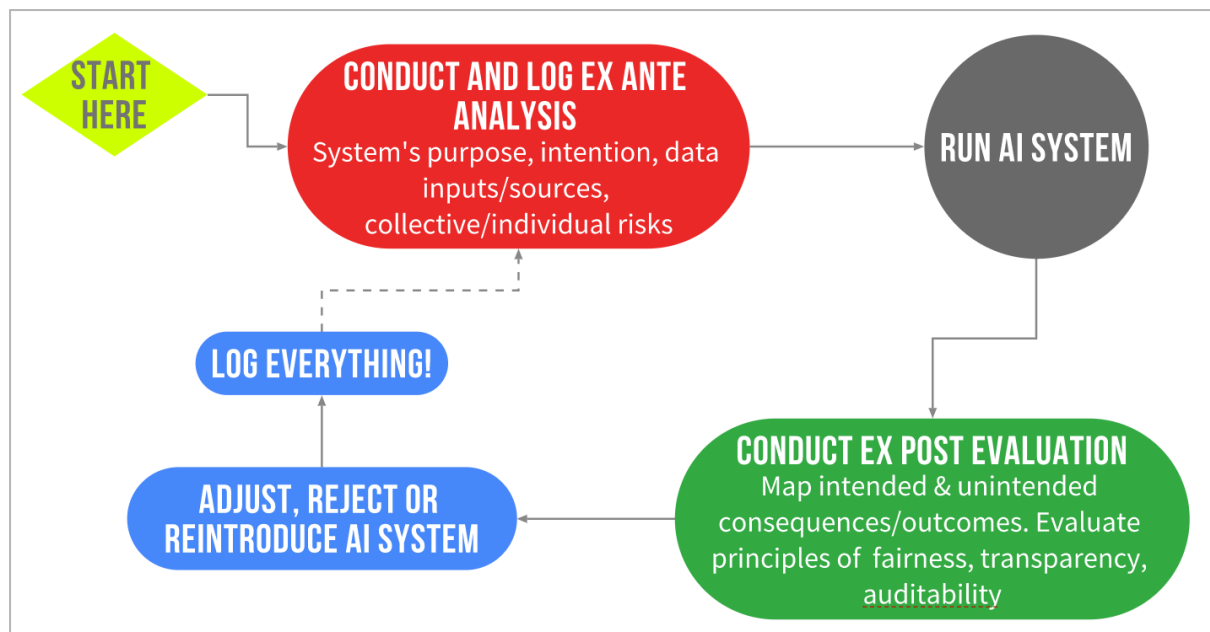 START
HERE
CONDUCT AND LOG EX ANTE
ANALYSIS
System's purpose, intention, data
inputs/sources,
collective/individual risks
RUN AI SYSTEM
LOG EVERYTHING!
CONDUCT EX POST EVALUATION
Map intended & unintended
consequences/outcomes. Evaluate
principles of fairness, transparency,
auditability
ADJUST, REJECT OR
REINTRODUCE AI SYSTEM